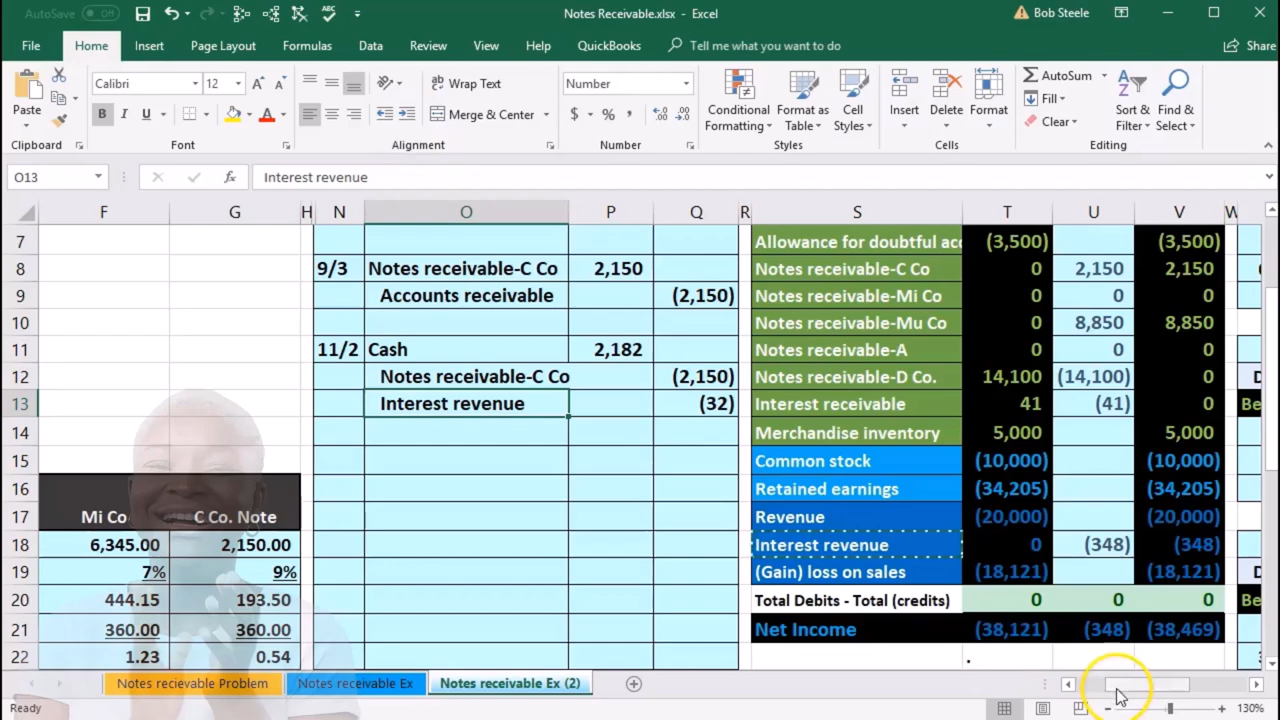 AutoSave Off Notes Receivable.xlsx - Excel Bob Steele
File Home Insert Page Layout Formulas Data Review View Help QuickBooks Tell me what you want to do Share
Paste Calibri 12 Wrap Text Number AutoSum
B I U Merge & Center $ % Conditional Formatting Format as Table Cell Styles Insert Delete Format Fill Clear Sort & Filter Find & Select
Clipboard Font Alignment Number Styles Cells Editing
O13 fx Interest revenue
F G H N O P Q R S T U V W
7 Allowance for doubtful acc (3,500) (3,500)
8 9/3 Notes receivable-C Co 2,150 Notes receivable-C Co 0 2,150 2,150
9 Accounts receivable (2,150) Notes receivable-Mi Co 0 0 0
10 Notes receivable-Mu Co 0 8,850 8,850
11 11/2 Cash 2,182 Notes receivable-A 0 0 0
12 Notes receivable-C Co (2,150) Notes receivable-D Co. 14,100 (14,100) 0 D
13 Interest revenue (32) Interest receivable 41 (41) 0 Be
14 Merchandise inventory 5,000 5,000
15 Common stock (10,000) (10,000)
16 Retained earnings (34,205) (34,205)
17 Mi Co C Co. Note Revenue (20,000) (20,000)
18 6,345.00 2,150.00 Interest revenue 0 (348) (348)
19 7% 9% (Gain) loss on sales (18,121) (18,121) D
20 444.15 193.50 Total Debits - Total (credits) 0 0 0 Be
21 360.00 360.00 Net Income (38,121) (348) (38,469)
22 1.23 0.54 .
Notes recievable Problem Notes receivable Ex Notes receivable Ex (2)
Ready 130%